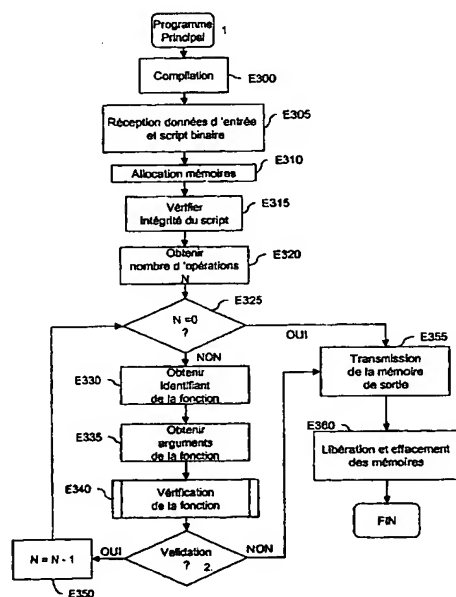 Programme
Principal
1
Compilation
E300
Réception données d'entrée
et script binaire
E305
Allocation mémoires
E310
Vérifier
Intégrité du script
E315
Obtenir
nombre d'opérations
N
E320
N =0
?
E325
OUI
NON
E330
Obtenir
Identifiant
de la fonction
E335
Obtenir
arguments
de la fonction
E340
Vérification
de la fonction
Validation
?
2.
OUI
NON
N = N - 1
E350
E355
Transmission
de la mémoire
de sortie
E360
Libération et effacement
des mémoires
FIN